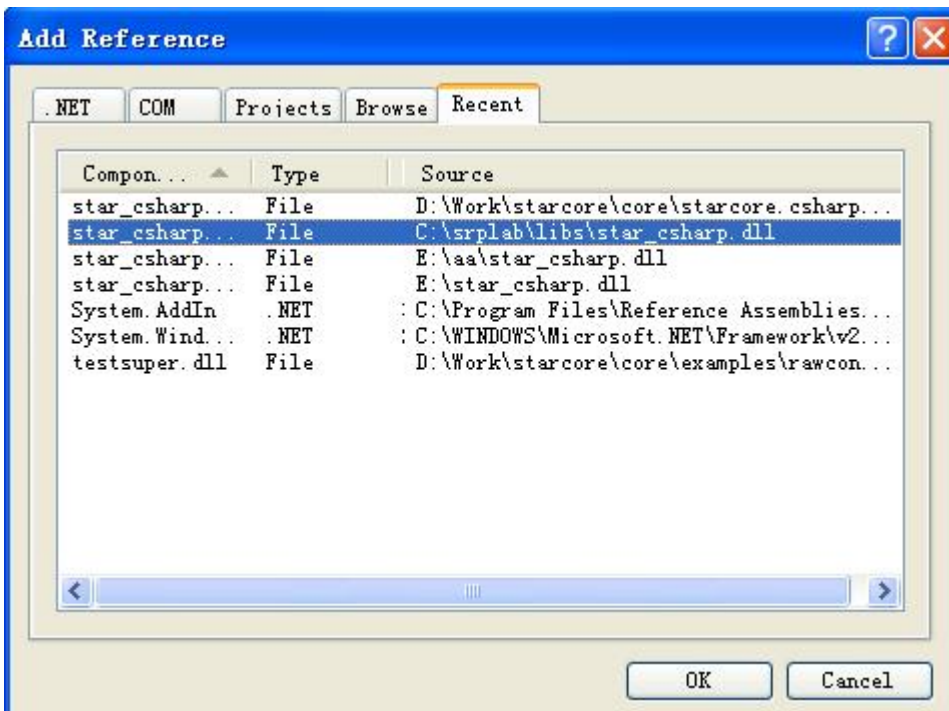 Add Reference
.NET COM Projects Browse Recent
Compon... Type Source
star_csharp... File D:\Work\starcore\core\starcore.csharp...
star_csharp... File C:\srplab\libs\star_csharp.dll
star_csharp... File E:\aa\star_csharp.dll
star_csharp... File E:\star_csharp.dll
System.AddIn .NET : C:\Program Files\Reference Assemblies...
System.Wind... .NET : C:\WINDOWS\Microsoft.NET\Framework\v2...
testsuper.dll File D:\Work\starcore\core\examples\rawcon...
OK Cancel